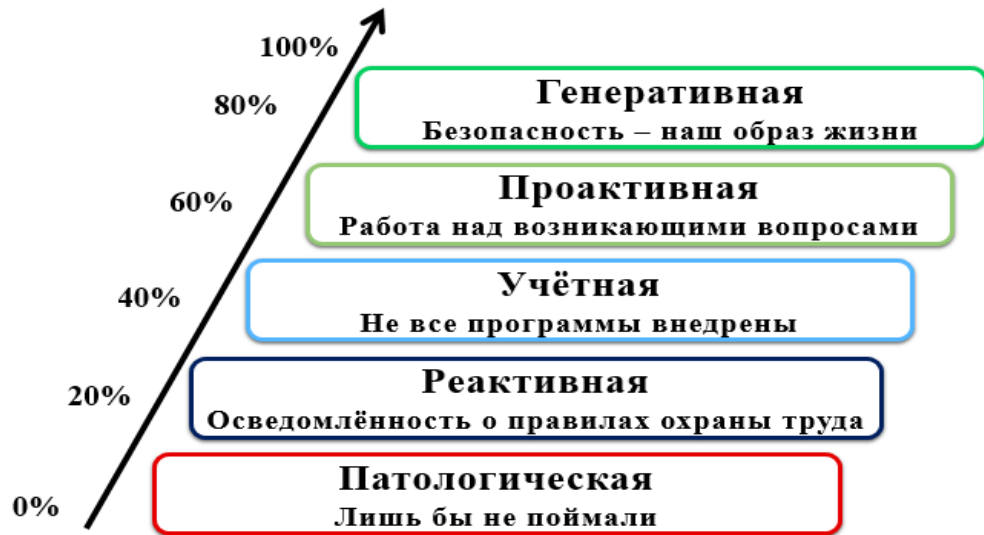 100%
80%
Генеративная
Безопасность – наш образ жизни
60%
Проактивная
Работа над возникающими вопросами
40%
Учётная
Не все программы внедрены
20%
Реактивная
Осведомлённость о правилах охраны труда
0%
Патологическая
Лишь бы не поймали